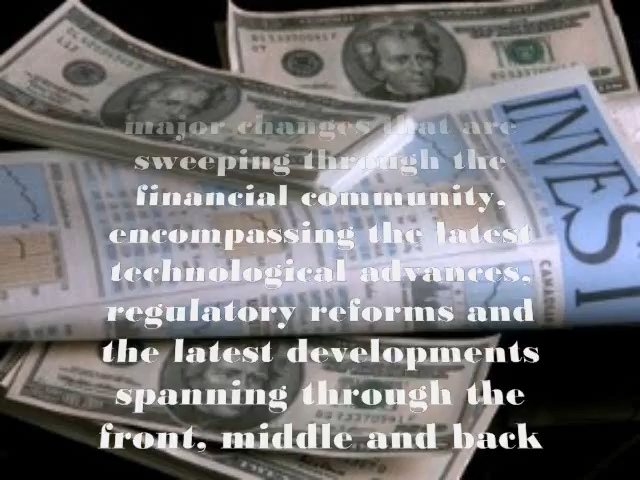 major changes that are
sweeping through the
financial community,
encompassing the latest
technological advances,
regulatory reforms and
the latest developments
spanning through the
front, middle and back
INVEST